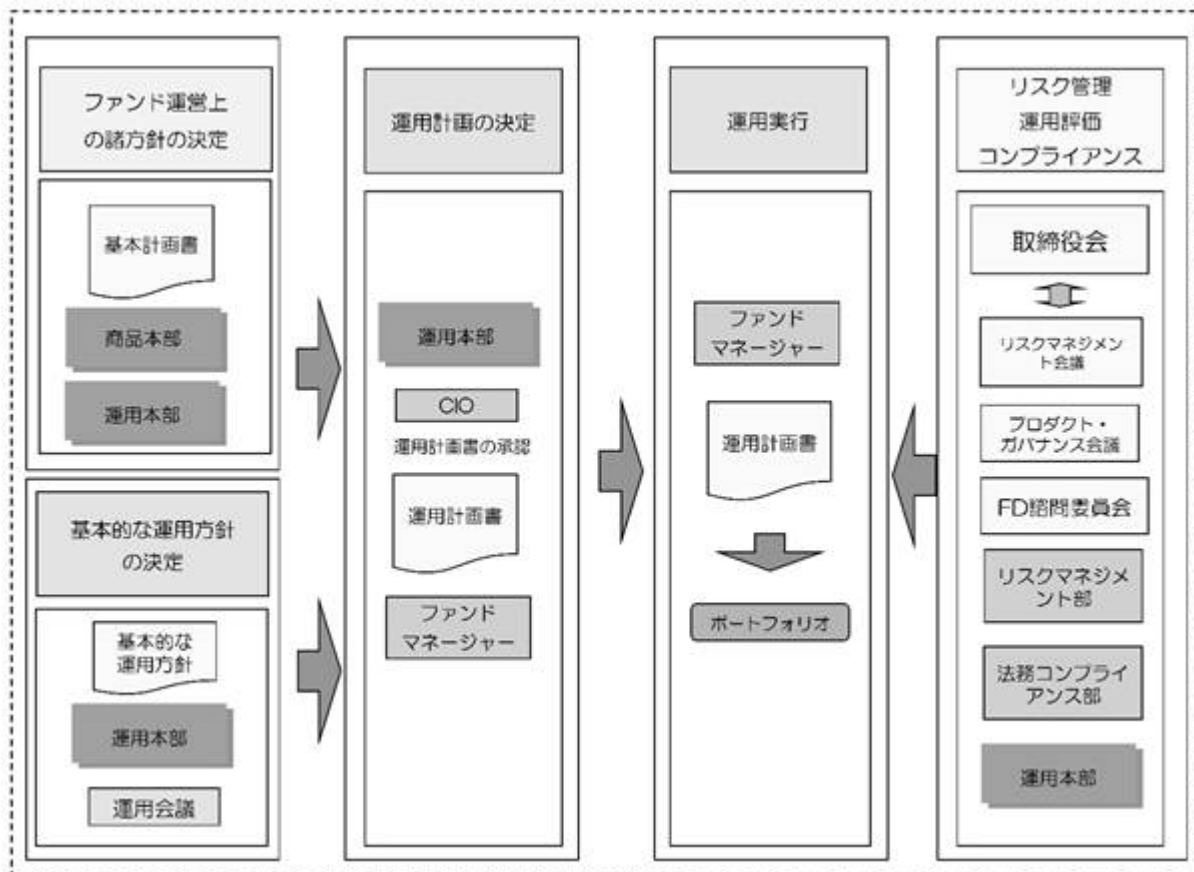 ファンド運営上
の諸方針の決定
基本計画書
商品本部
運用本部
基本的な運用方針
の決定
基本的な
運用方針
運用本部
運用会議
運用計画の決定
運用本部
CIO
運用計画書の承認
運用計画書
ファンド
マネージャー
運用実行
ファンド
マネージャー
運用計画書
ポートフォリオ
リスク管理
運用評価
コンプライアンス
取締役会
リスクマネジメン
ト会議
プロダクト・
ガバナンス会議
FD諮問委員会
リスクマネジメ
ント部
法務コンプライ
アンス部
運用本部